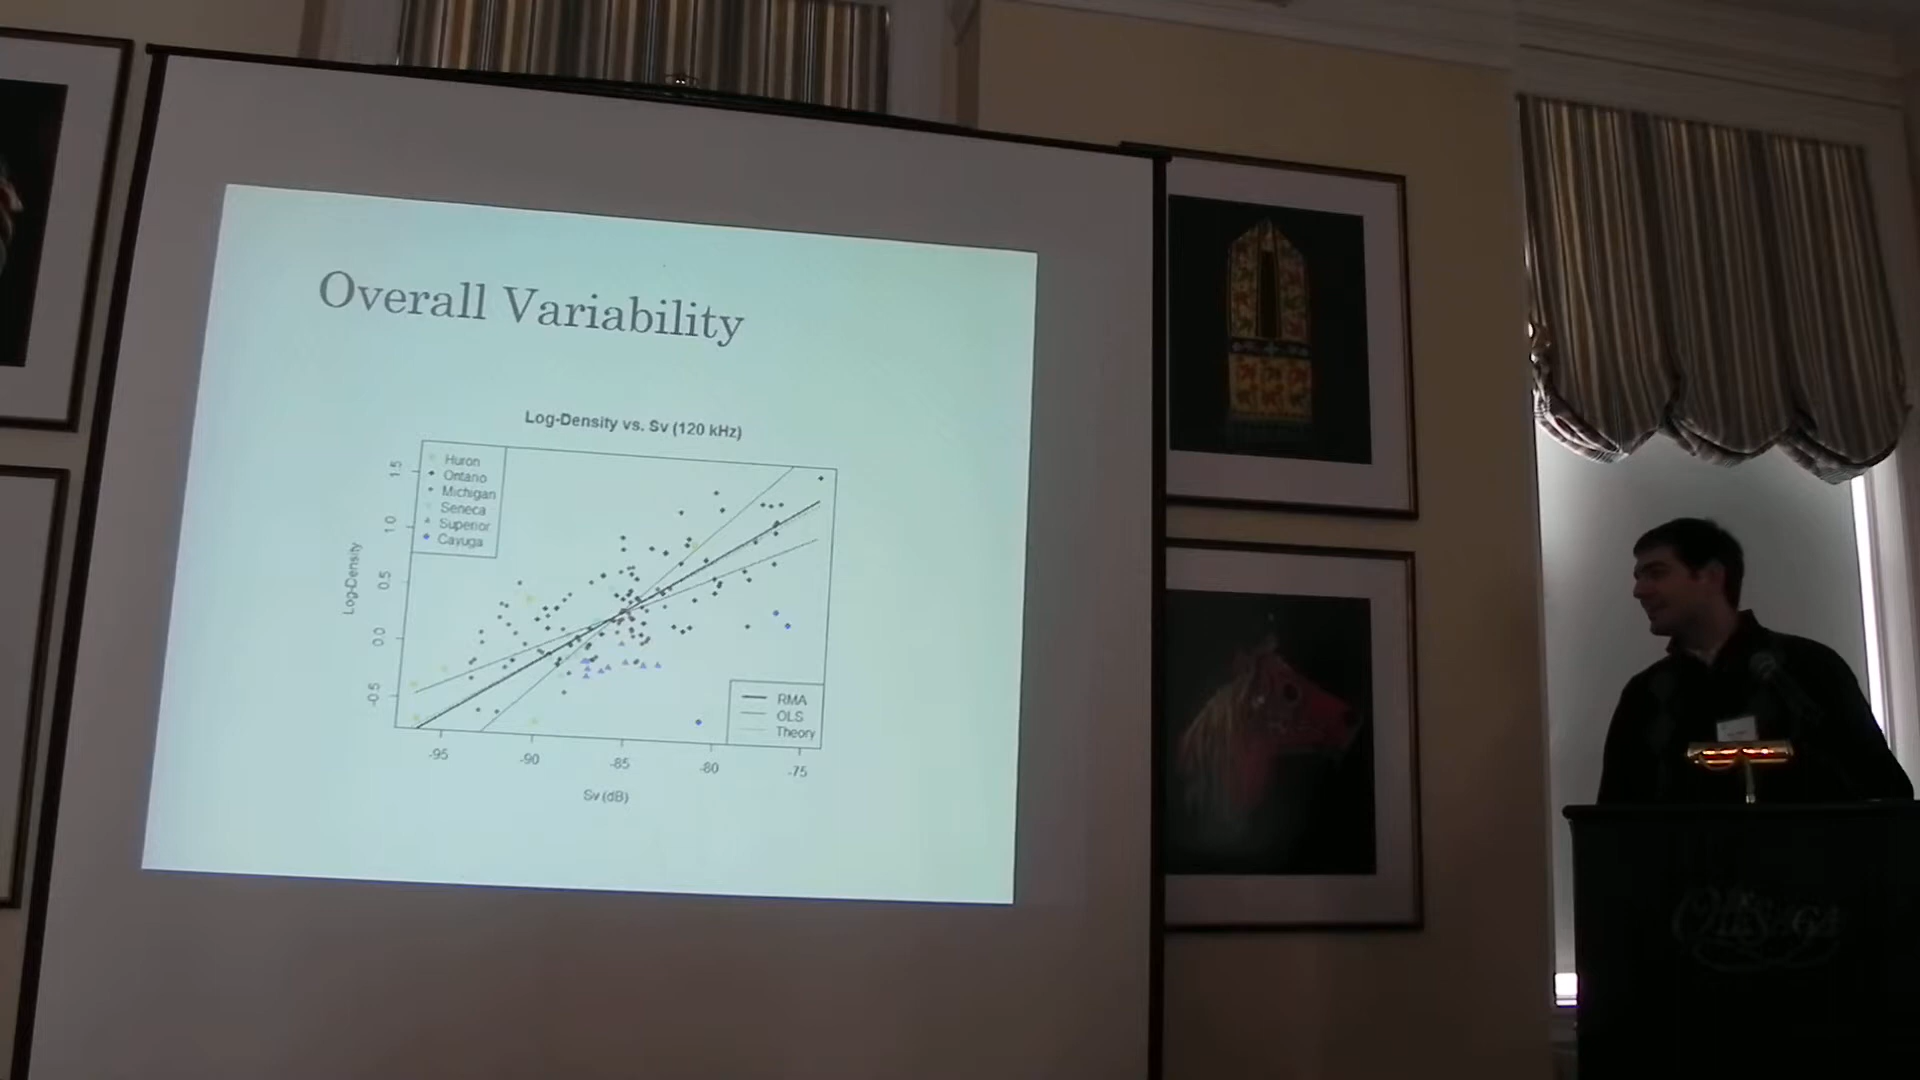 Overall Variability
Log-Density vs. Sv (120 kHz)
Huron
Ontario
Michigan
Seneca
Superior
Cayuga
Log-Density
1.5
1.0
0.5
0.0
-0.5
RMA
OLS
Theory
-95
-90
-85
-80
-75
Sv (dB)